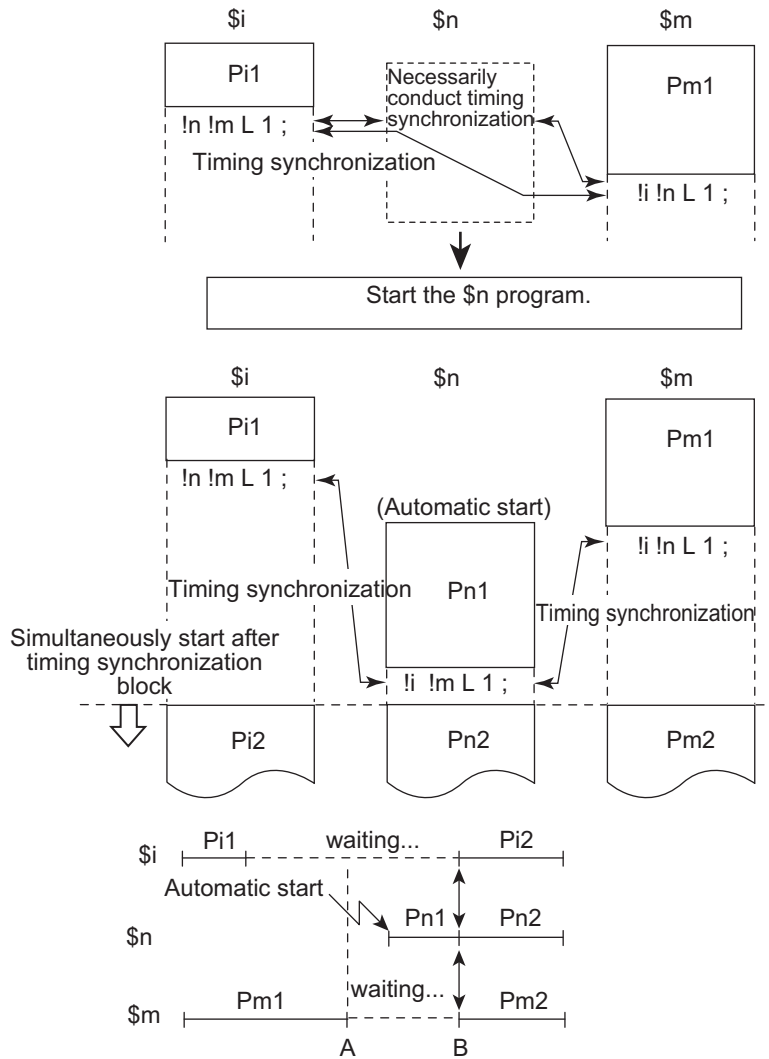 $i $n $m
Pi1
Necessarily
conduct timing
synchronization
Pm1
!n !m L 1 ;
Timing synchronization
!i !n L 1 ;
Start the $n program.
$i $n $m
Pi1
Pm1
!n !m L 1 ;
(Automatic start)
!i !n L 1 ;
Timing synchronization
Pn1
Timing synchronization
Simultaneously start after
timing synchronization
block
!i !m L 1 ;
Pi2 Pn2 Pm2
$i Pi1 waiting... Pi2
Automatic start
$n Pn1 Pn2
$m Pm1 waiting... Pm2
A B